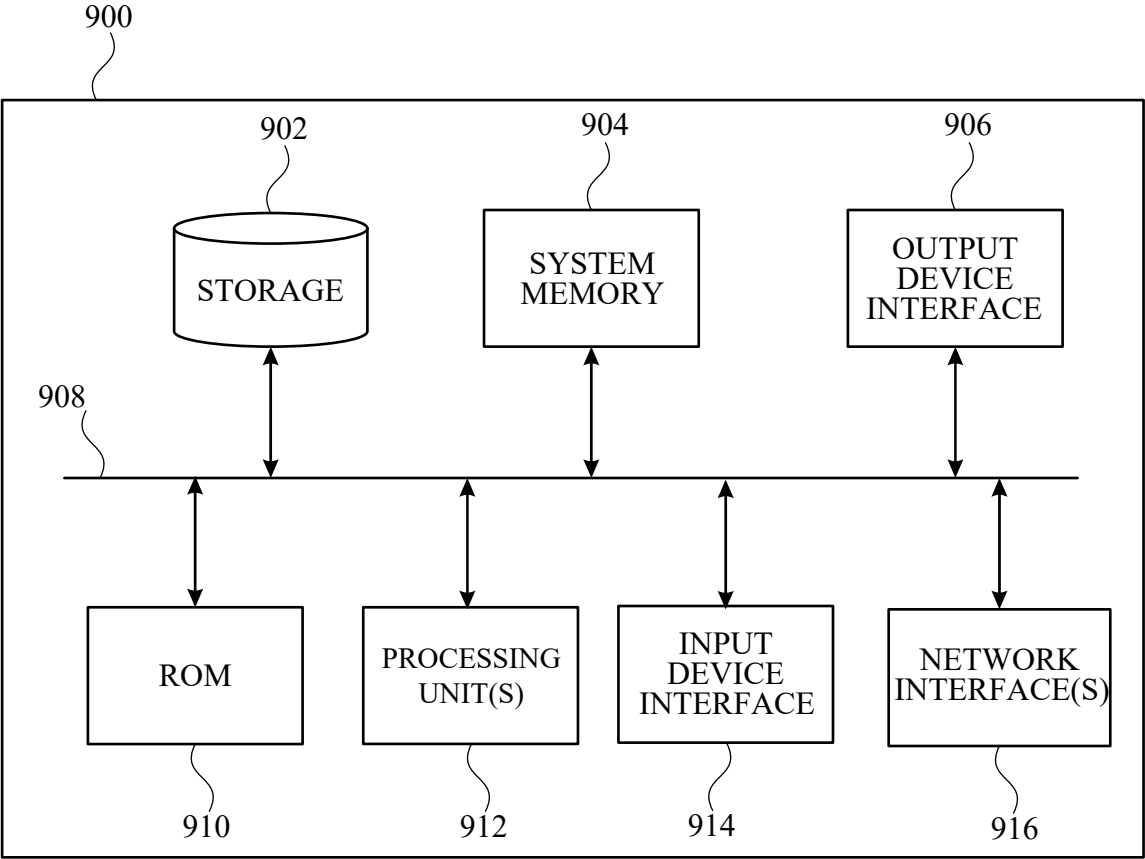 900
902
904
906
STORAGE
SYSTEM
MEMORY
OUTPUT
DEVICE
INTERFACE
908
ROM
PROCESSING
UNIT(S)
INPUT
DEVICE
INTERFACE
NETWORK
INTERFACE(S)
910
912
914
916